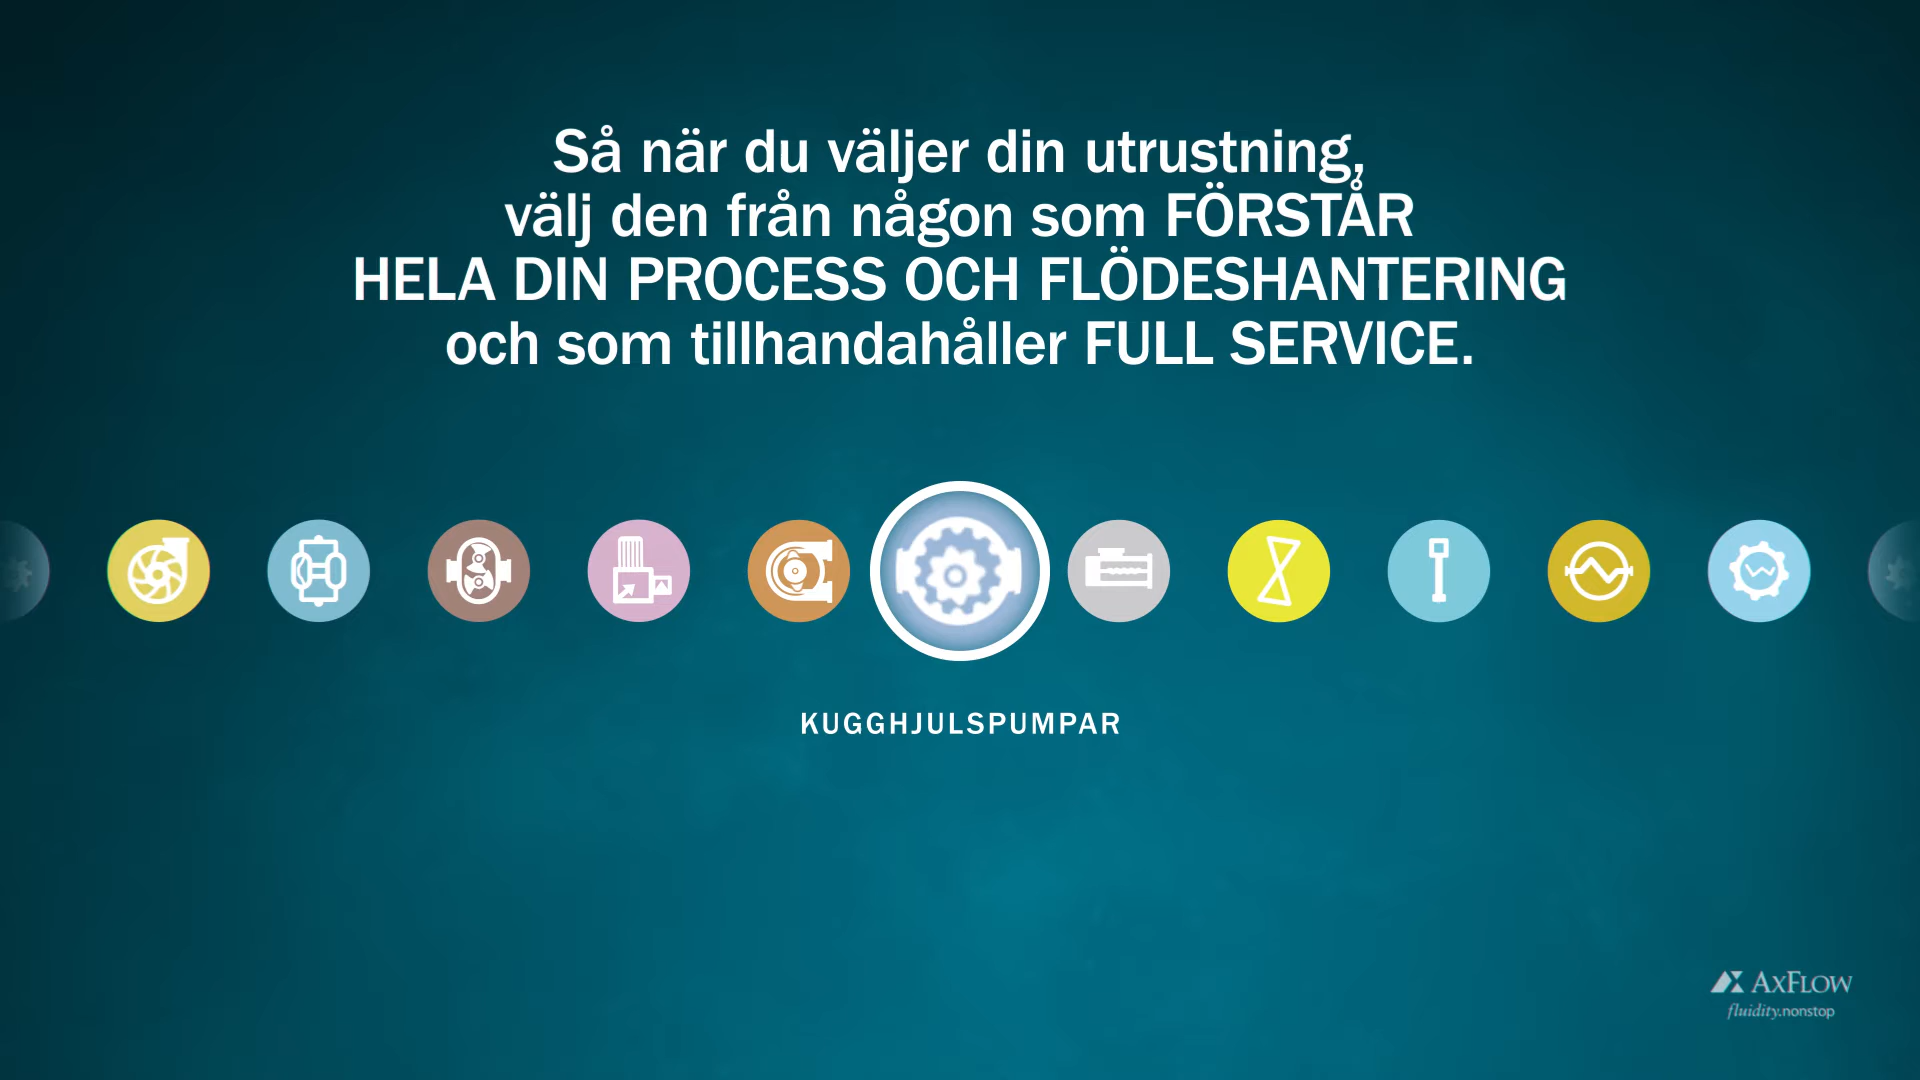 Så när du väljer din utrustning,
välj den från någon som FÖRSTÅR
HELA DIN PROCESS OCH FLÖDESHANTERING
och som tillhandahåller FULL SERVICE.
KUGGHJULSPUMPAR
AXFLOW
fluidity.nonstop